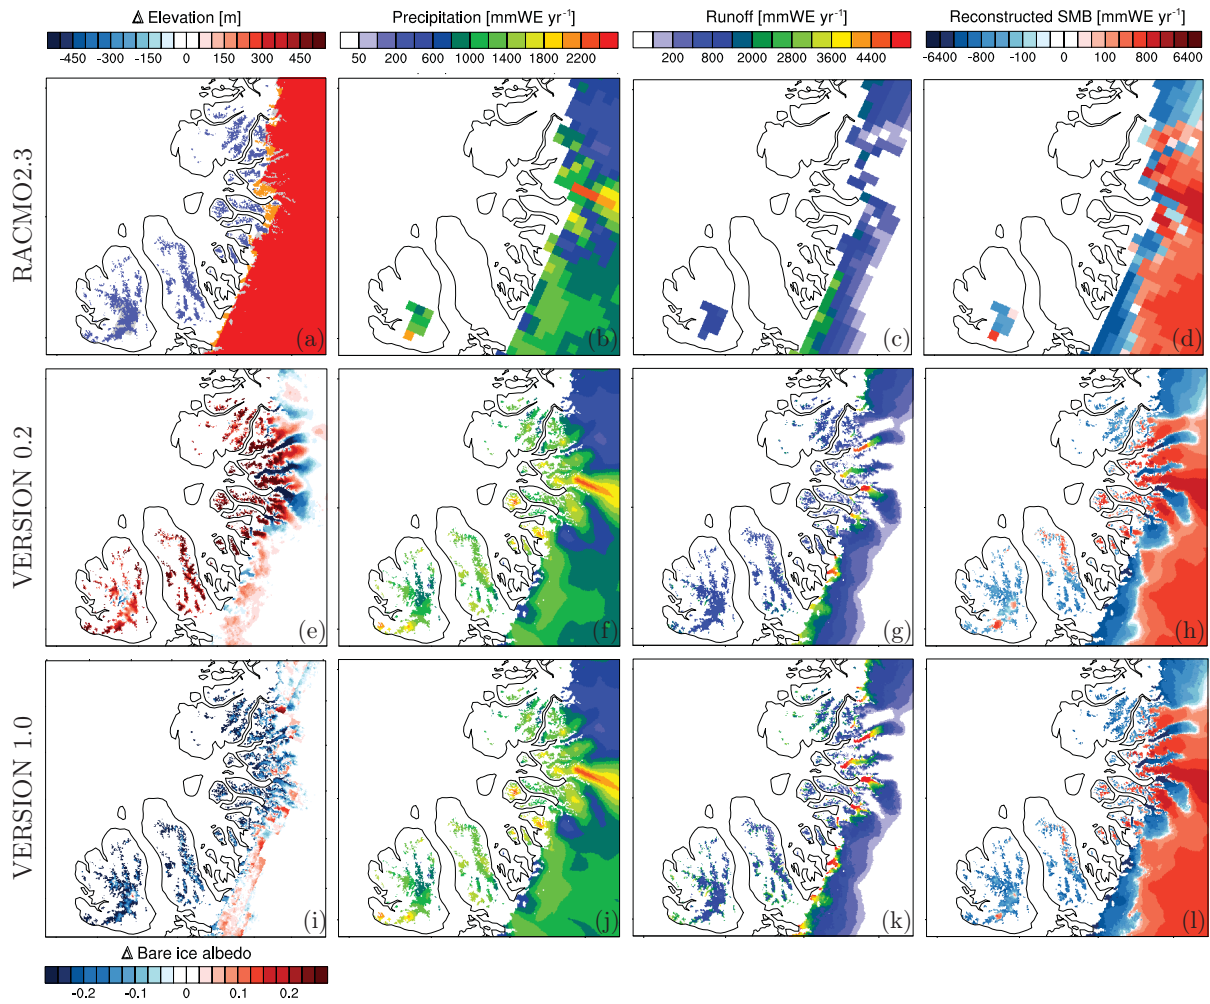 Δ Elevation [m]
Precipitation [mmWE yr⁻¹]
Runoff [mmWE yr⁻¹]
Reconstructed SMB [mmWE yr⁻¹]
-450 -300 -150 0 150 300 450
50 200 600 1000 1400 1800 2200
200 800 2000 2800 3600 4400
-6400 -800 -100 0 100 800 6400
RACMO2.3
(a)
(b)
(c)
(d)
VERSION 0.2
(e)
(f)
(g)
(h)
VERSION 1.0
(i)
(j)
(k)
(l)
Δ Bare ice albedo
-0.2 -0.1 0 0.1 0.2